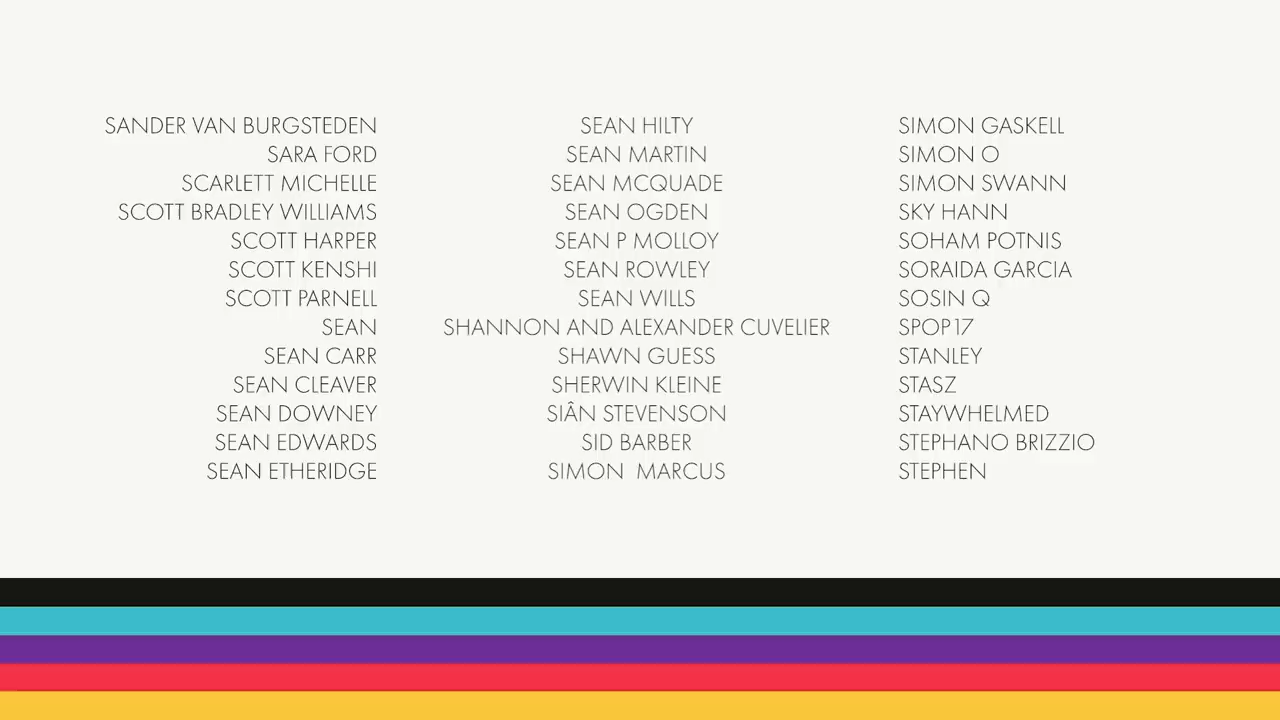 SANDER VAN BURGSTEDEN
SARA FORD
SCARLETT MICHELLE
SCOTT BRADLEY WILLIAMS
SCOTT HARPER
SCOTT KENSHI
SCOTT PARNELL
SEAN
SEAN CARR
SEAN CLEAVER
SEAN DOWNEY
SEAN EDWARDS
SEAN ETHERIDGE
SEAN HILTY
SEAN MARTIN
SEAN MCQUADE
SEAN OGDEN
SEAN P MOLLOY
SEAN ROWLEY
SEAN WILLS
SHANNON AND ALEXANDER CUVELIER
SHAWN GUESS
SHERWIN KLEINE
SIÂN STEVENSON
SID BARBER
SIMON  MARCUS
SIMON GASKELL
SIMON O
SIMON SWANN
SKY HANN
SOHAM POTNIS
SORAIDA GARCIA
SOSIN Q
SPOP17
STANLEY
STASZ
STAYWHELMED
STEPHANO BRIZZIO
STEPHEN